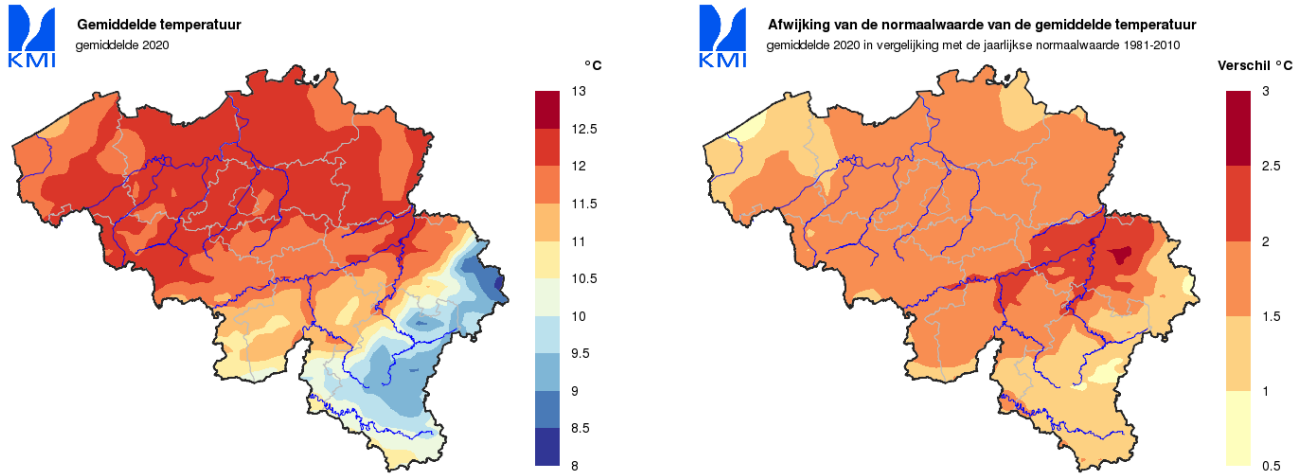 KMI
Gemiddelde temperatuur
gemiddelde 2020
°C
13
12.5
12
11.5
11
10.5
10
9.5
9
8.5
8
KMI
Afwijking van de normaalwaarde van de gemiddelde temperatuur
gemiddelde 2020 in vergelijking met de jaarlijkse normaalwaarde 1981-2010
Verschil °C
3
2.5
2
1.5
1
0.5